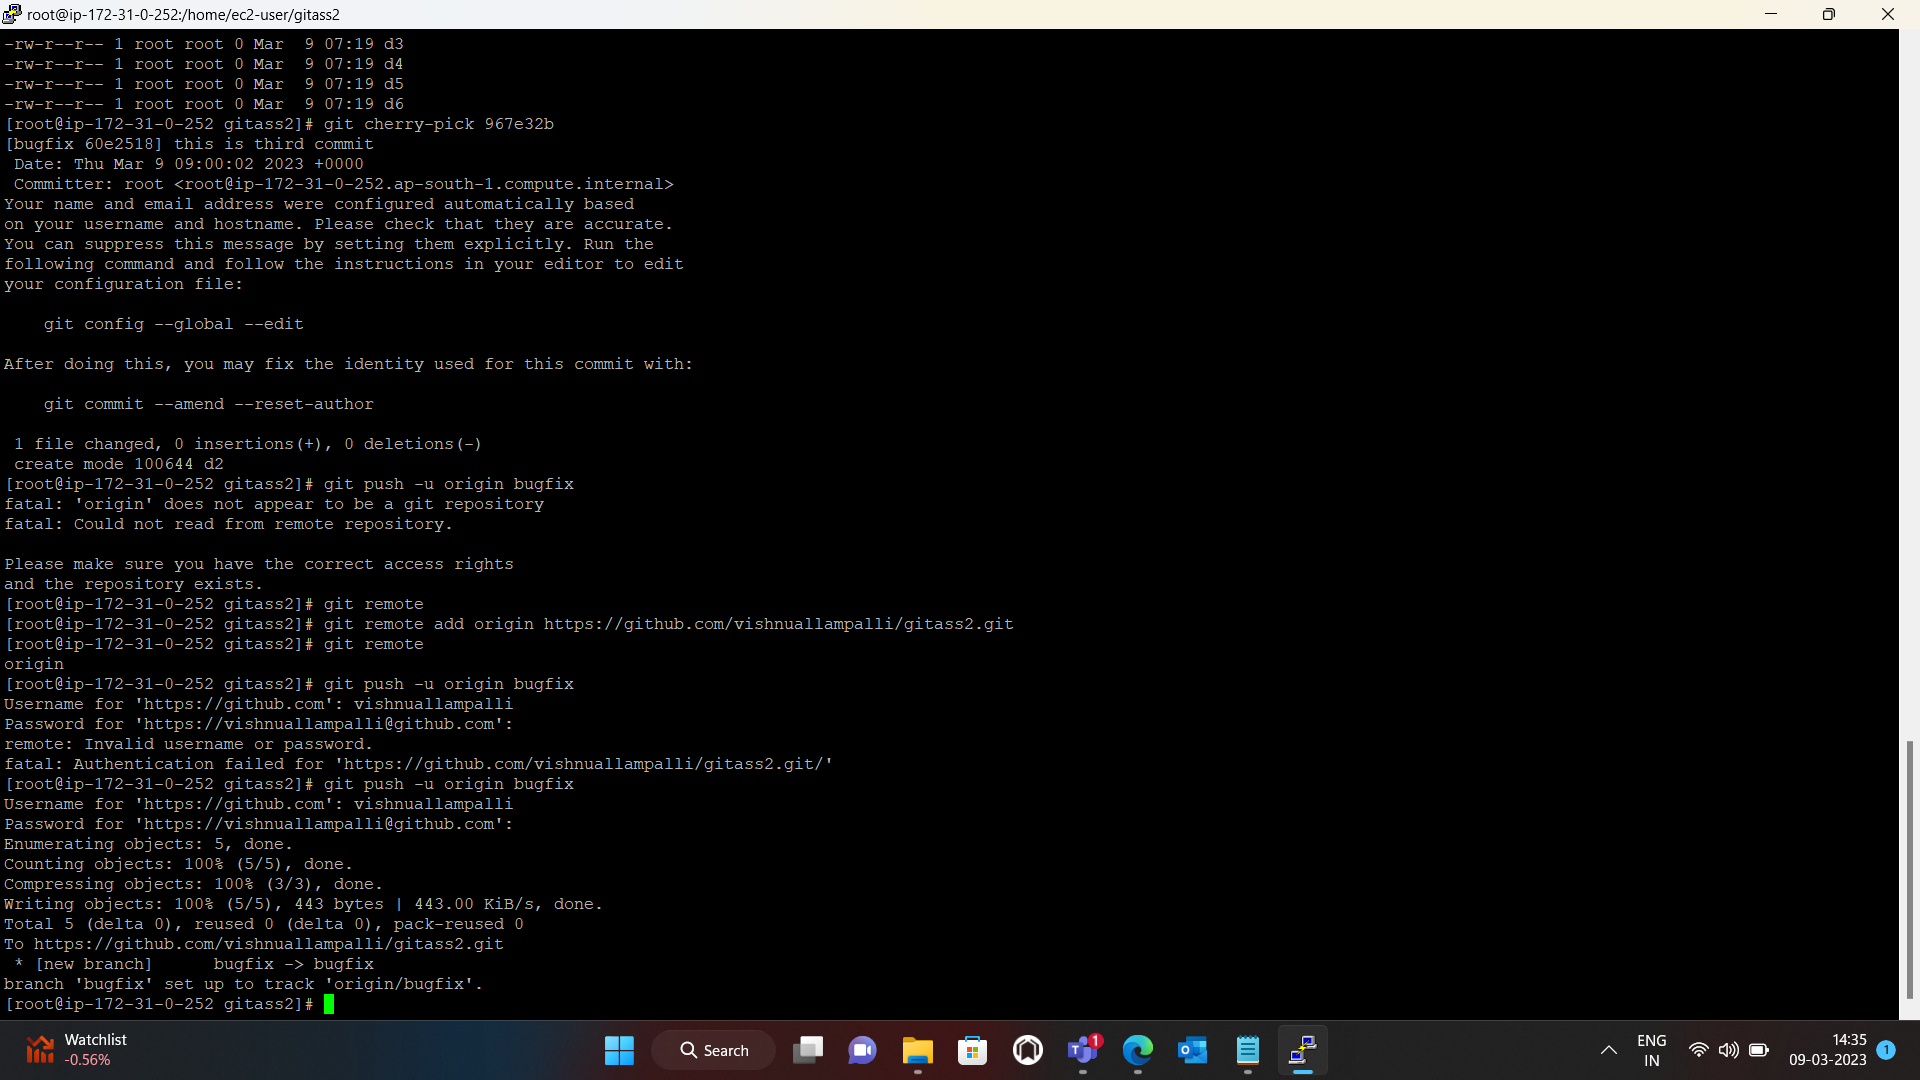 root@ip-172-31-0-252:/home/ec2-user/gitass2
-rw-r--r-- 1 root root 0 Mar  9 07:19 d3
-rw-r--r-- 1 root root 0 Mar  9 07:19 d4
-rw-r--r-- 1 root root 0 Mar  9 07:19 d5
-rw-r--r-- 1 root root 0 Mar  9 07:19 d6
[root@ip-172-31-0-252 gitass2]# git cherry-pick 967e32b
[bugfix 60e2518] this is third commit
 Date: Thu Mar 9 09:00:02 2023 +0000
 Committer: root <root@ip-172-31-0-252.ap-south-1.compute.internal>
Your name and email address were configured automatically based
on your username and hostname. Please check that they are accurate.
You can suppress this message by setting them explicitly. Run the
following command and follow the instructions in your editor to edit
your configuration file:
    git config --global --edit
After doing this, you may fix the identity used for this commit with:
    git commit --amend --reset-author
 1 file changed, 0 insertions(+), 0 deletions(-)
 create mode 100644 d2
[root@ip-172-31-0-252 gitass2]# git push -u origin bugfix
fatal: 'origin' does not appear to be a git repository
fatal: Could not read from remote repository.
Please make sure you have the correct access rights
and the repository exists.
[root@ip-172-31-0-252 gitass2]# git remote
[root@ip-172-31-0-252 gitass2]# git remote add origin https://github.com/vishnuallampalli/gitass2.git
[root@ip-172-31-0-252 gitass2]# git remote
origin
[root@ip-172-31-0-252 gitass2]# git push -u origin bugfix
Username for 'https://github.com': vishnuallampalli
Password for 'https://vishnuallampalli@github.com':
remote: Invalid username or password.
fatal: Authentication failed for 'https://github.com/vishnuallampalli/gitass2.git/'
[root@ip-172-31-0-252 gitass2]# git push -u origin bugfix
Username for 'https://github.com': vishnuallampalli
Password for 'https://vishnuallampalli@github.com':
Enumerating objects: 5, done.
Counting objects: 100% (5/5), done.
Compressing objects: 100% (3/3), done.
Writing objects: 100% (5/5), 443 bytes | 443.00 KiB/s, done.
Total 5 (delta 0), reused 0 (delta 0), pack-reused 0
To https://github.com/vishnuallampalli/gitass2.git
 * [new branch]      bugfix -> bugfix
branch 'bugfix' set up to track 'origin/bugfix'.
[root@ip-172-31-0-252 gitass2]#
Watchlist
-0.56%
Search
1
ENG
IN
14:35
09-03-2023
1